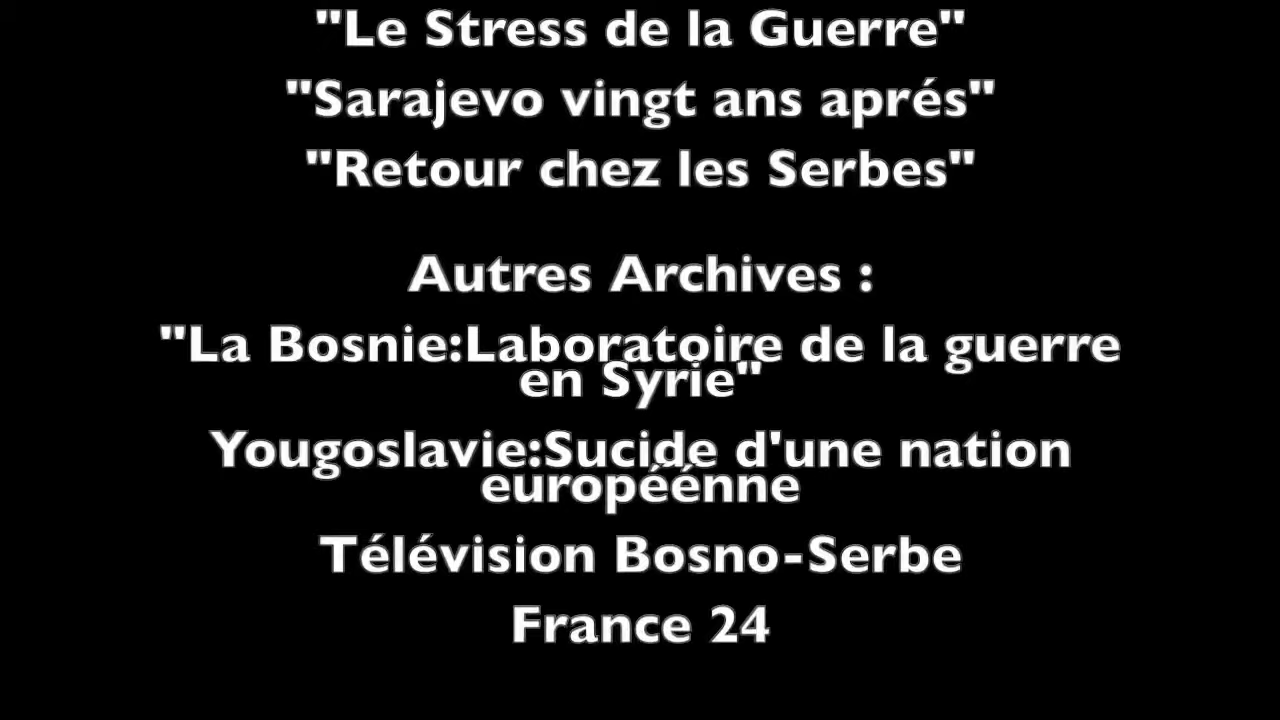 "Le Stress de la Guerre"
"Sarajevo vingt ans aprés"
"Retour chez les Serbes"
Autres Archives :
"La Bosnie:Laboratoire de la guerre
en Syrie"
Yougoslavie:Sucide d'une nation
européénne
Télévision Bosno-Serbe
France 24